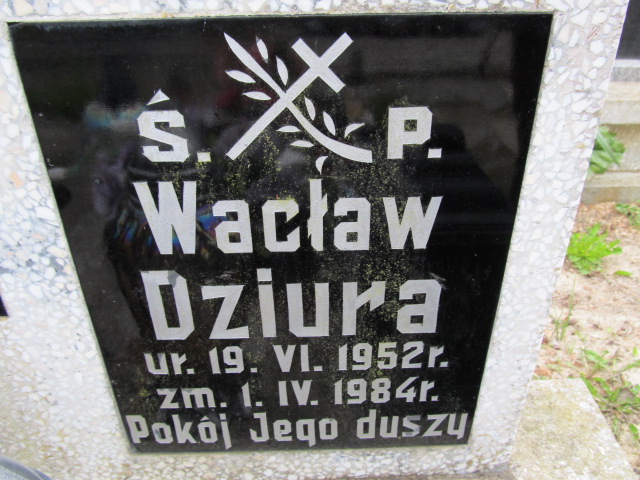 Ś. P.
Wacław
Dziura
ur. 19. VI. 1952r.
zm. 1. IV. 1984r.
Pokój Jego duszy